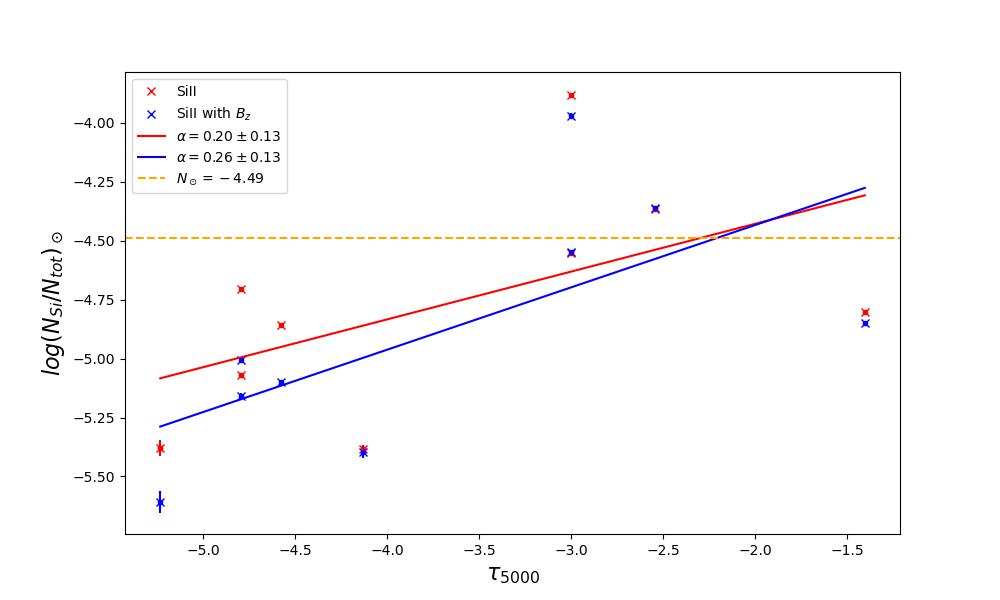 SiII
SiII with $B_z$
$\alpha = 0.20 \pm 0.13$
$\alpha = 0.26 \pm 0.13$
$N_\odot = -4.49$
$log(N_{Si}/N_{tot})_\odot$
−4.00
−4.25
−4.50
−4.75
−5.00
−5.25
−5.50
−5.0 −4.5 −4.0 −3.5 −3.0 −2.5 −2.0 −1.5
$\tau_{5000}$